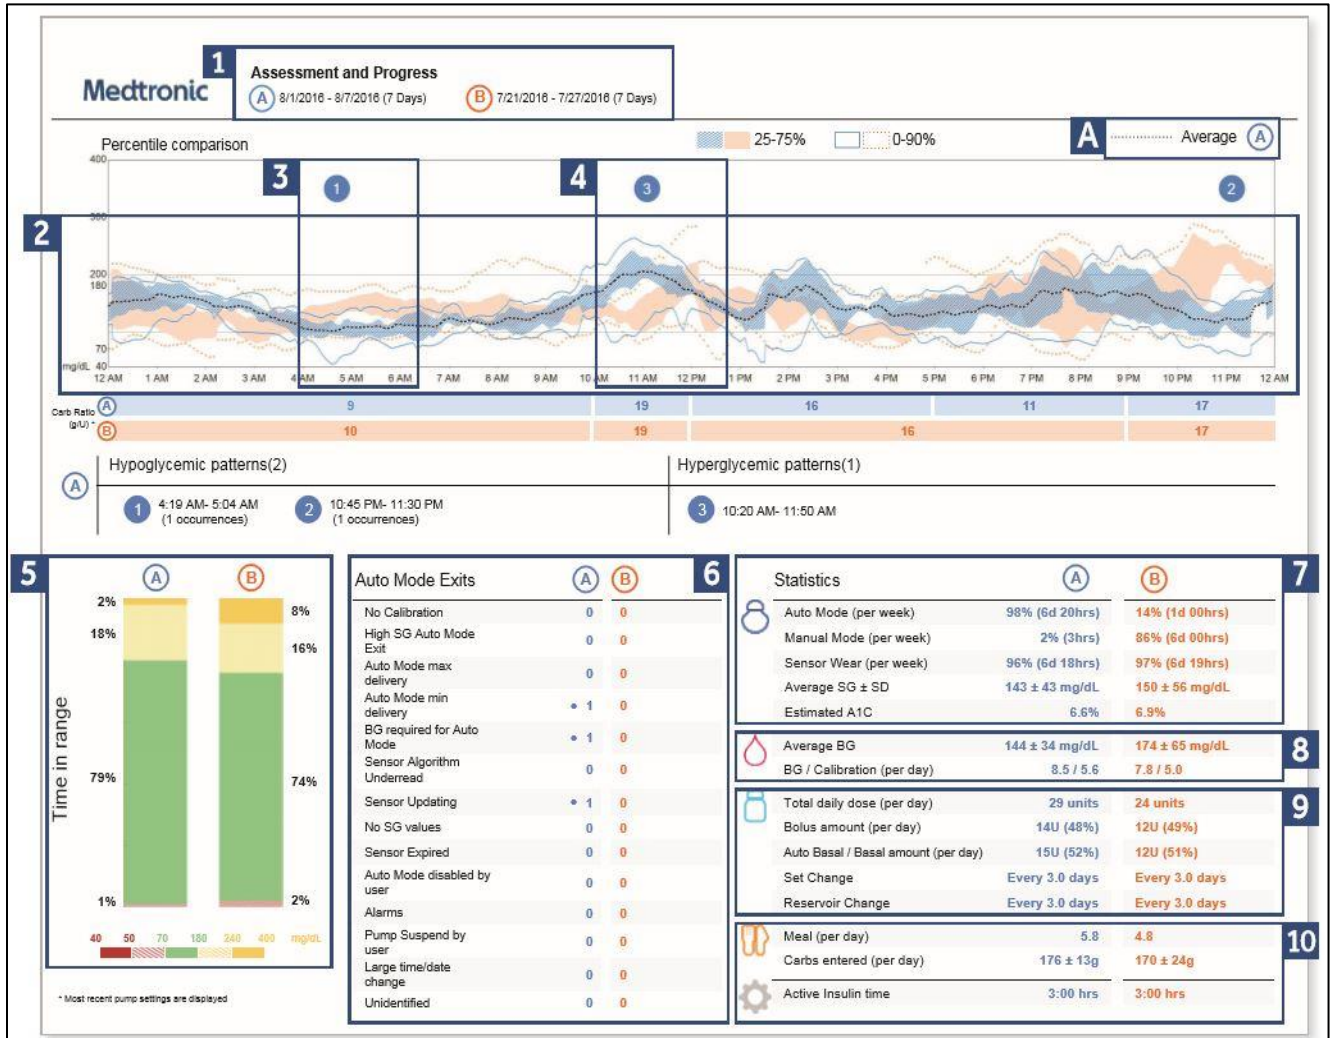 1
Medtronic
Assessment and Progress
A 8/1/2016 - 8/7/2016 (7 Days) B 7/21/2016 - 7/27/2016 (7 Days)
Percentile comparison
25-75% 0-90%
A Average A
400
3 1
4 3
2
2
300
200
180
70
mg/dL 40
12 AM 1 AM 2 AM 3 AM 4 AM 5 AM 6 AM 7 AM 8 AM 9 AM 10 AM 11 AM 12 PM 1 PM 2 PM 3 PM 4 PM 5 PM 6 PM 7 PM 8 PM 9 PM 10 PM 11 PM 12 AM
Carb Ratio
(g/U) *
A 9 19 16 11 17
B 10 19 16 17
A
Hypoglycemic patterns(2)
1 4:19 AM- 5:04 AM
(1 occurrences)
2 10:45 PM- 11:30 PM
(1 occurrences)
Hyperglycemic patterns(1)
3 10:20 AM- 11:50 AM
5
A B
Time in range
2% 8%
18% 16%
79% 74%
1% 2%
40 50 70 180 240 400 mg/dL
* Most recent pump settings are displayed
Auto Mode Exits A B 6
No Calibration 0 0
High SG Auto Mode
Exit 0 0
Auto Mode max
delivery 0 0
Auto Mode min
delivery • 1 0
BG required for Auto
Mode • 1 0
Sensor Algorithm
Underread 0 0
Sensor Updating • 1 0
No SG values 0 0
Sensor Expired 0 0
Auto Mode disabled by
user 0 0
Alarms 0 0
Pump Suspend by
user 0 0
Large time/date
change 0 0
Unidentified 0 0
Statistics A B 7
Auto Mode (per week) 98% (6d 20hrs) 14% (1d 00hrs)
Manual Mode (per week) 2% (3hrs) 86% (6d 00hrs)
Sensor Wear (per week) 96% (6d 18hrs) 97% (6d 19hrs)
Average SG ± SD 143 ± 43 mg/dL 150 ± 56 mg/dL
Estimated A1C 6.6% 6.9%
Average BG 144 ± 34 mg/dL 174 ± 65 mg/dL 8
BG / Calibration (per day) 8.5 / 5.6 7.8 / 5.0
Total daily dose (per day) 29 units 24 units 9
Bolus amount (per day) 14U (48%) 12U (49%)
Auto Basal / Basal amount (per day) 15U (52%) 12U (51%)
Set Change Every 3.0 days Every 3.0 days
Reservoir Change Every 3.0 days Every 3.0 days
Meal (per day) 5.8 4.8 10
Carbs entered (per day) 176 ± 13g 170 ± 24g
Active Insulin time 3:00 hrs 3:00 hrs